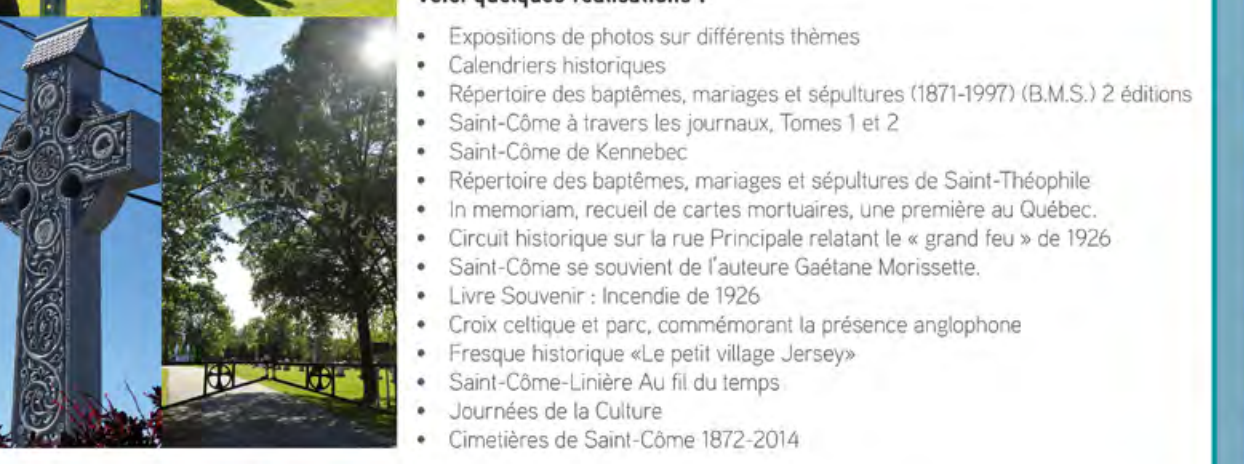 Voici quelques réalisations :
• Expositions de photos sur différents thèmes
• Calendriers historiques
• Répertoire des baptêmes, mariages et sépultures (1871-1997) (B.M.S.) 2 éditions
• Saint-Côme à travers les journaux, Tomes 1 et 2
• Saint-Côme de Kennebec
• Répertoire des baptêmes, mariages et sépultures de Saint-Théophile
• In memoriam, recueil de cartes mortuaires, une première au Québec.
• Circuit historique sur la rue Principale relatant le « grand feu » de 1926
• Saint-Côme se souvient de l'auteure Gaétane Morissette.
• Livre Souvenir : Incendie de 1926
• Croix celtique et parc, commémorant la présence anglophone
• Fresque historique «Le petit village Jersey»
• Saint-Côme-Linière Au fil du temps
• Journées de la Culture
• Cimetières de Saint-Côme 1872-2014